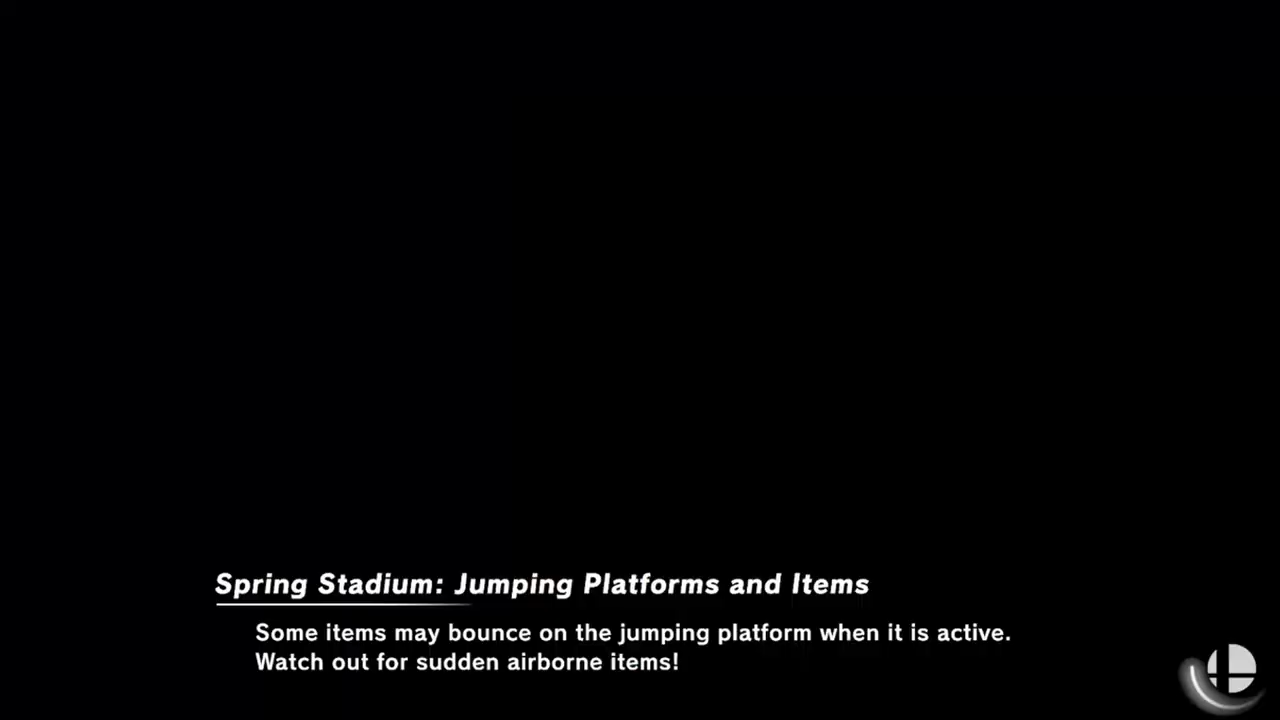 Spring Stadium: Jumping Platforms and Items
Some items may bounce on the jumping platform when it is active.
Watch out for sudden airborne items!